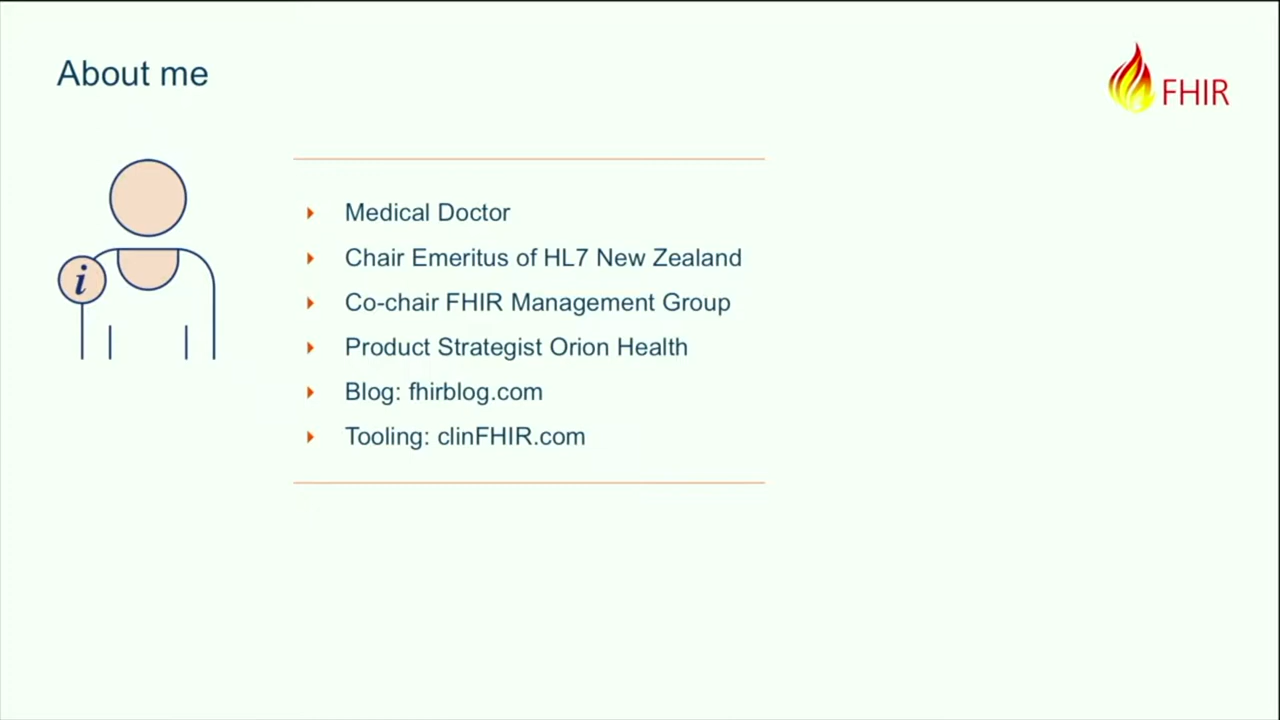 About me
FHIR
i
Medical Doctor
Chair Emeritus of HL7 New Zealand
Co-chair FHIR Management Group
Product Strategist Orion Health
Blog: fhirblog.com
Tooling: clinFHIR.com